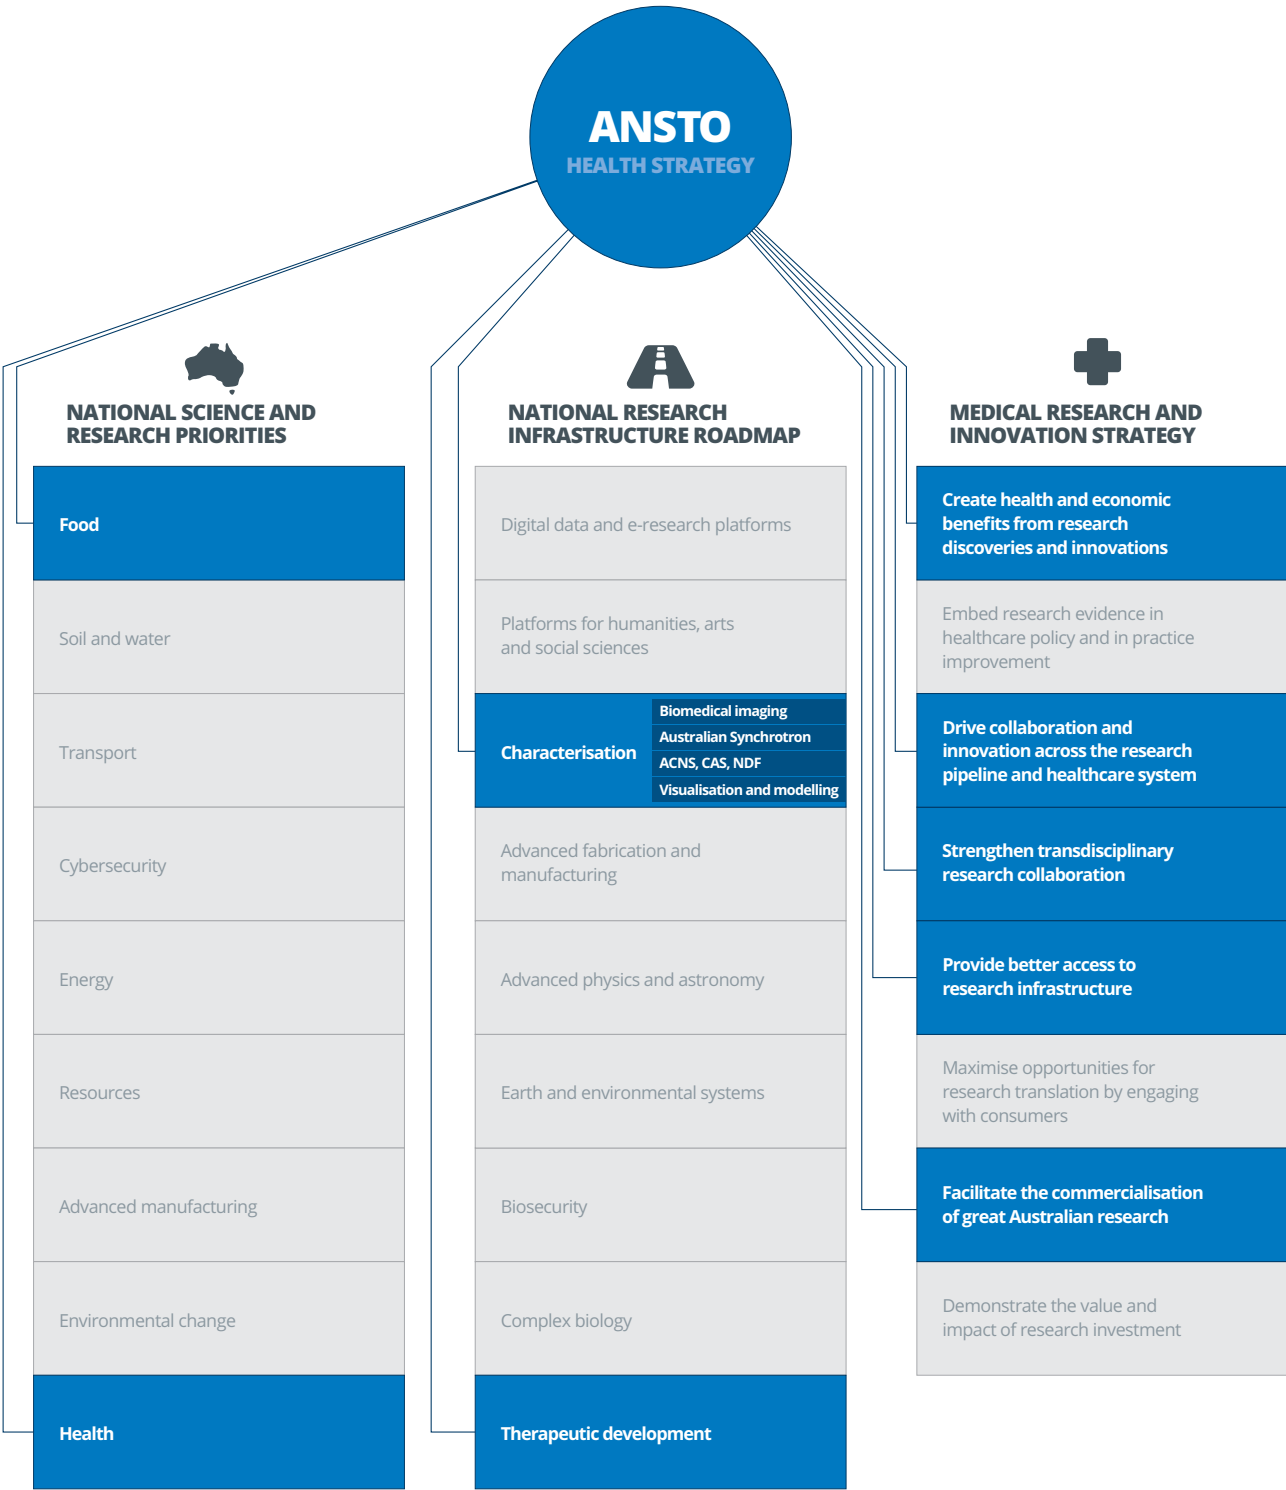 ANSTO
HEALTH STRATEGY
NATIONAL SCIENCE AND
RESEARCH PRIORITIES
Food
Soil and water
Transport
Cybersecurity
Energy
Resources
Advanced manufacturing
Environmental change
Health
NATIONAL RESEARCH
INFRASTRUCTURE ROADMAP
Digital data and e-research platforms
Platforms for humanities, arts
and social sciences
Characterisation
Biomedical imaging
Australian Synchrotron
ACNS, CAS, NDF
Visualisation and modelling
Advanced fabrication and
manufacturing
Advanced physics and astronomy
Earth and environmental systems
Biosecurity
Complex biology
Therapeutic development
MEDICAL RESEARCH AND
INNOVATION STRATEGY
Create health and economic
benefits from research
discoveries and innovations
Embed research evidence in
healthcare policy and in practice
improvement
Drive collaboration and
innovation across the research
pipeline and healthcare system
Strengthen transdisciplinary
research collaboration
Provide better access to
research infrastructure
Maximise opportunities for
research translation by engaging
with consumers
Facilitate the commercialisation
of great Australian research
Demonstrate the value and
impact of research investment